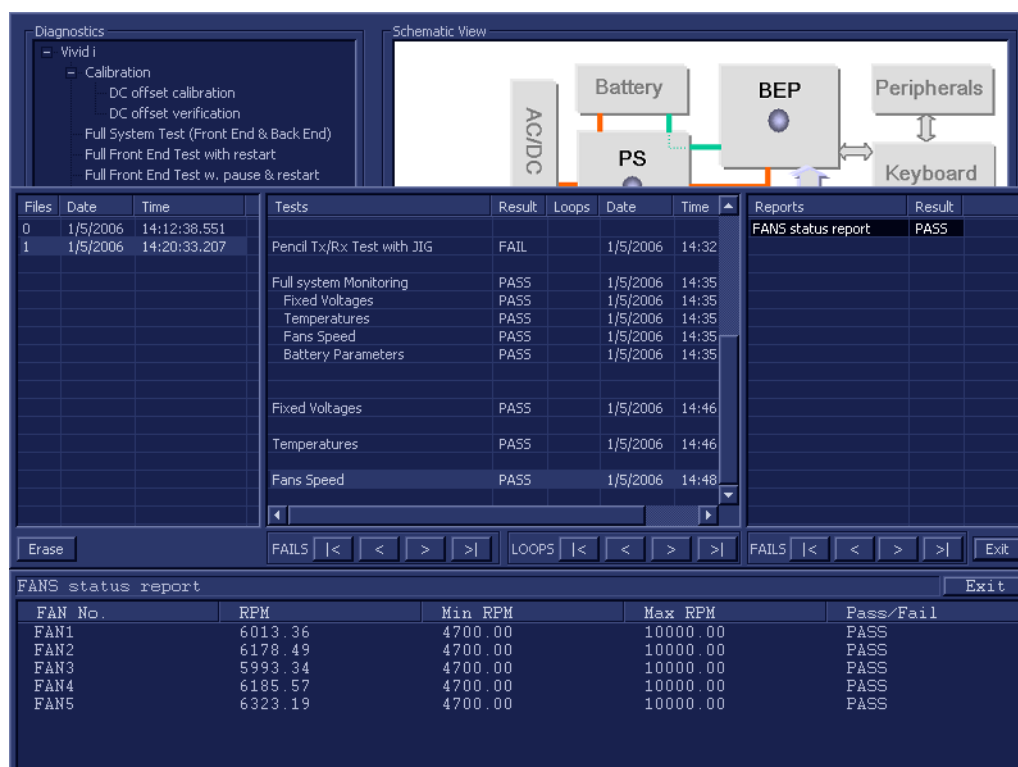 Diagnostics
Vivid i
Calibration
DC offset calibration
DC offset verification
Full System Test (Front End & Back End)
Full Front End Test with restart
Full Front End Test w. pause & restart
Schematic View
Battery
AC/DC
PS
BEP
Peripherals
Keyboard
Files Date Time
0 1/5/2006 14:12:38.551
1 1/5/2006 14:20:33.207
Erase
Tests Result Loops Date Time
Pencil Tx/Rx Test with JIG FAIL 1/5/2006 14:32
Full system Monitoring PASS 1/5/2006 14:35
Fixed Voltages PASS 1/5/2006 14:35
Temperatures PASS 1/5/2006 14:35
Fans Speed PASS 1/5/2006 14:35
Battery Parameters PASS 1/5/2006 14:35
Fixed Voltages PASS 1/5/2006 14:46
Temperatures PASS 1/5/2006 14:46
Fans Speed PASS 1/5/2006 14:48
FAILS |< < > >| LOOPS |< < > >|
Reports Result
FANS status report PASS
FAILS |< < > >| Exit
FANS status report Exit
FAN No. RPM Min RPM Max RPM Pass/Fail
FAN1 6013.36 4700.00 10000.00 PASS
FAN2 6178.49 4700.00 10000.00 PASS
FAN3 5993.34 4700.00 10000.00 PASS
FAN4 6185.57 4700.00 10000.00 PASS
FAN5 6323.19 4700.00 10000.00 PASS